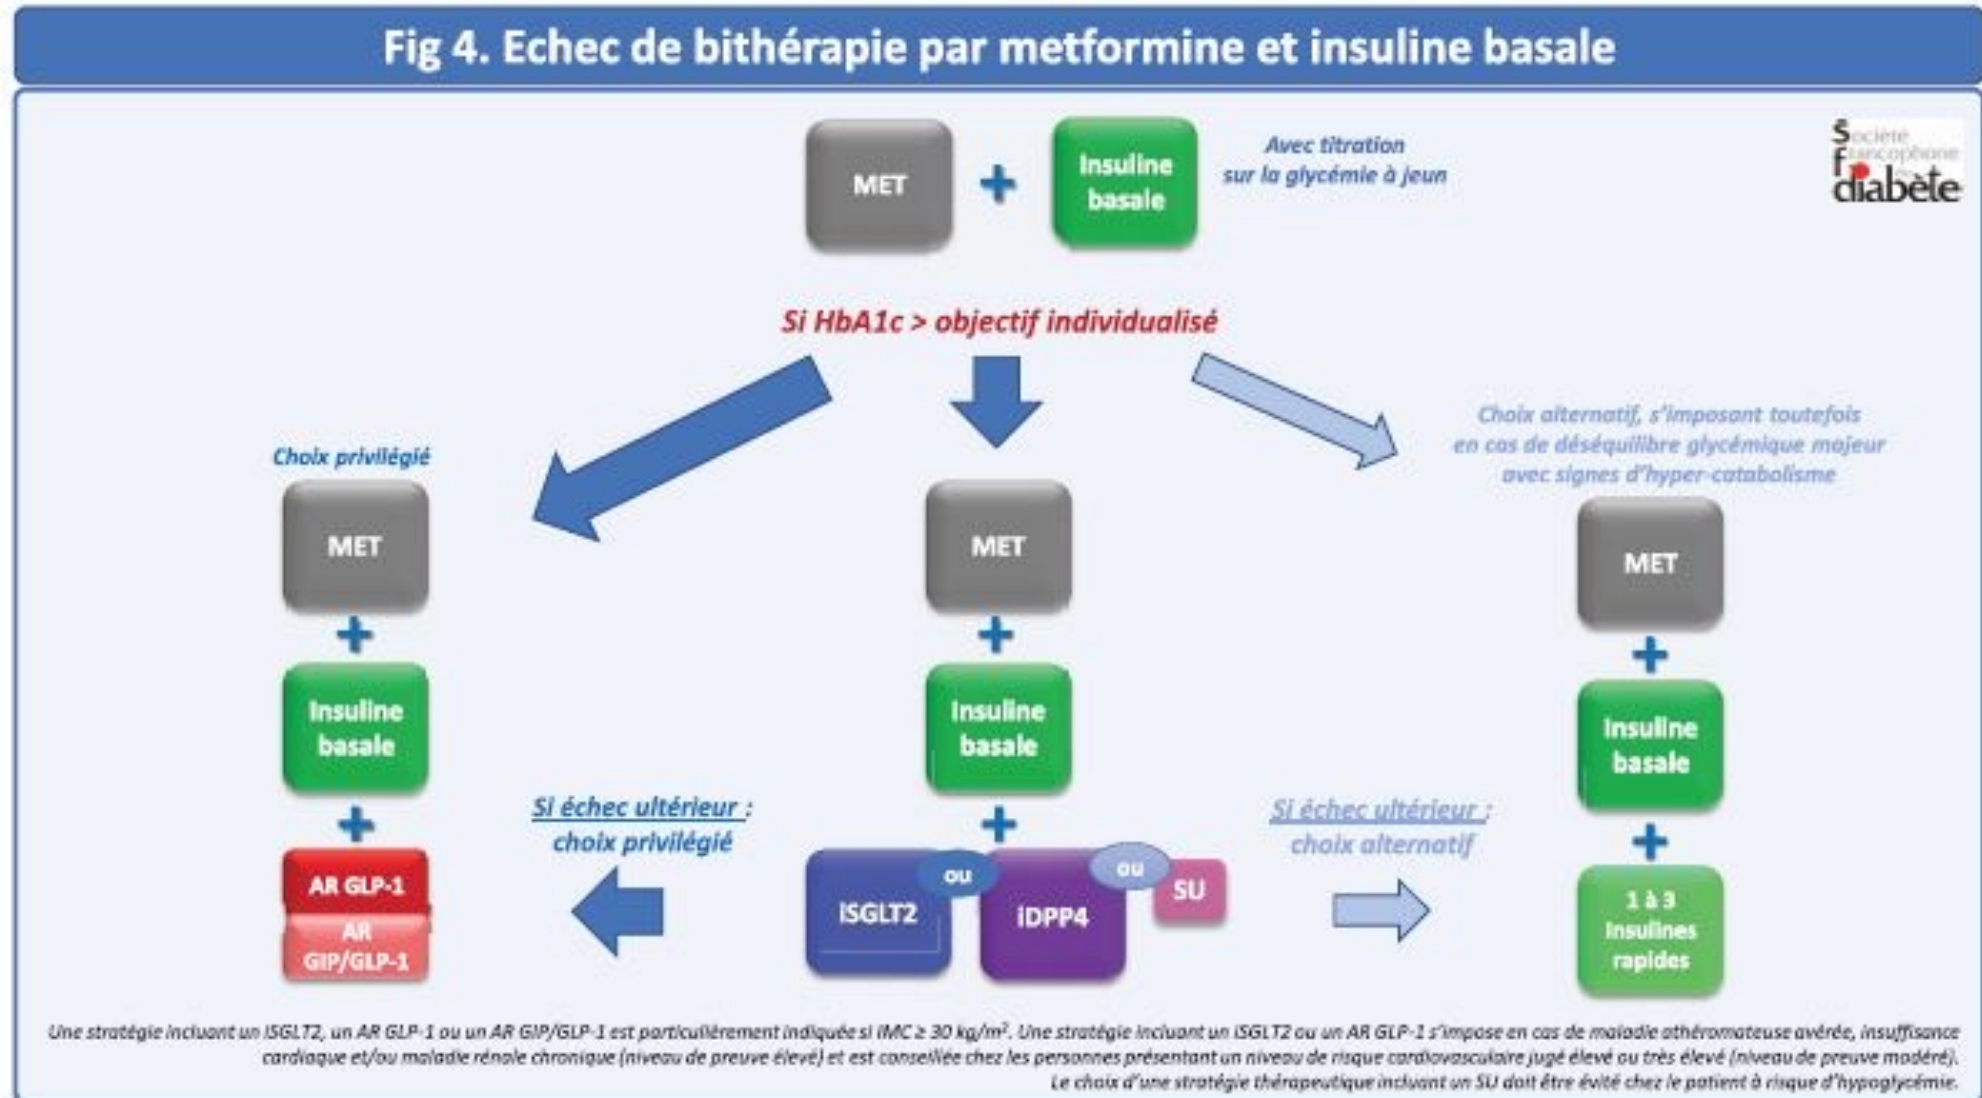 Fig 4. Echec de bithérapie par metformine et insuline basale
MET
+
Insuline
basale
Avec titration
sur la glycémie à jeun
Société
francophone
diabète
Si HbA1c > objectif individualisé
Choix privilégié
MET
+
Insuline
basale
+
AR GLP-1
AR
GIP/GLP-1
Si échec ultérieur :
choix privilégié
MET
+
Insuline
basale
+
iSGLT2
ou
iDPP4
ou
SU
Si échec ultérieur :
choix alternatif
Choix alternatif, s'imposant toutefois
en cas de déséquilibre glycémique majeur
avec signes d'hyper-catabolisme
MET
+
Insuline
basale
+
1 à 3
Insulines
rapides
Une stratégie incluant un iSGLT2, un AR GLP-1 ou un AR GIP/GLP-1 est particulièrement indiquée si IMC ≥ 30 kg/m². Une stratégie incluant un iSGLT2 ou un AR GLP-1 s'impose en cas de maladie athéromateuse avérée, insuffisance
cardiaque et/ou maladie rénale chronique (niveau de preuve élevé) et est conseillée chez les personnes présentant un niveau de risque cardiovasculaire jugé élevé ou très élevé (niveau de preuve modéré).
Le choix d'une stratégie thérapeutique incluant un SU doit être évité chez le patient à risque d'hypoglycémie.